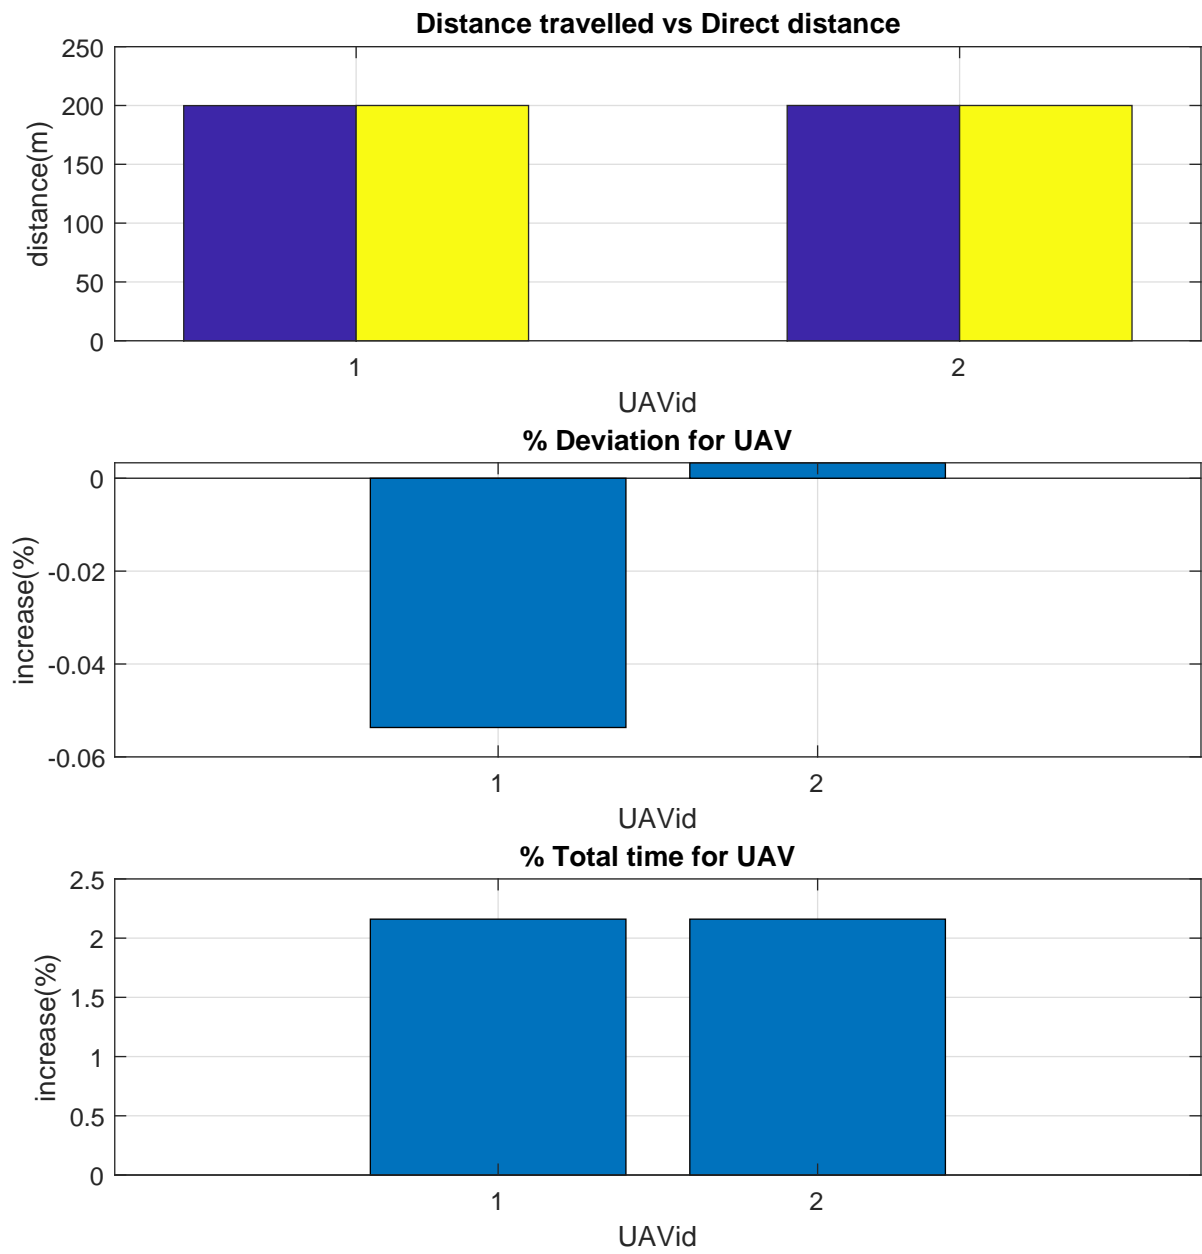 Distance travelled vs Direct distance
250
200
150
100
50
0
distance(m)
1
2
UAVid
% Deviation for UAV
0
-0.02
-0.04
-0.06
increase(%)
1
2
UAVid
% Total time for UAV
2.5
2
1.5
1
0.5
0
increase(%)
1
2
UAVid